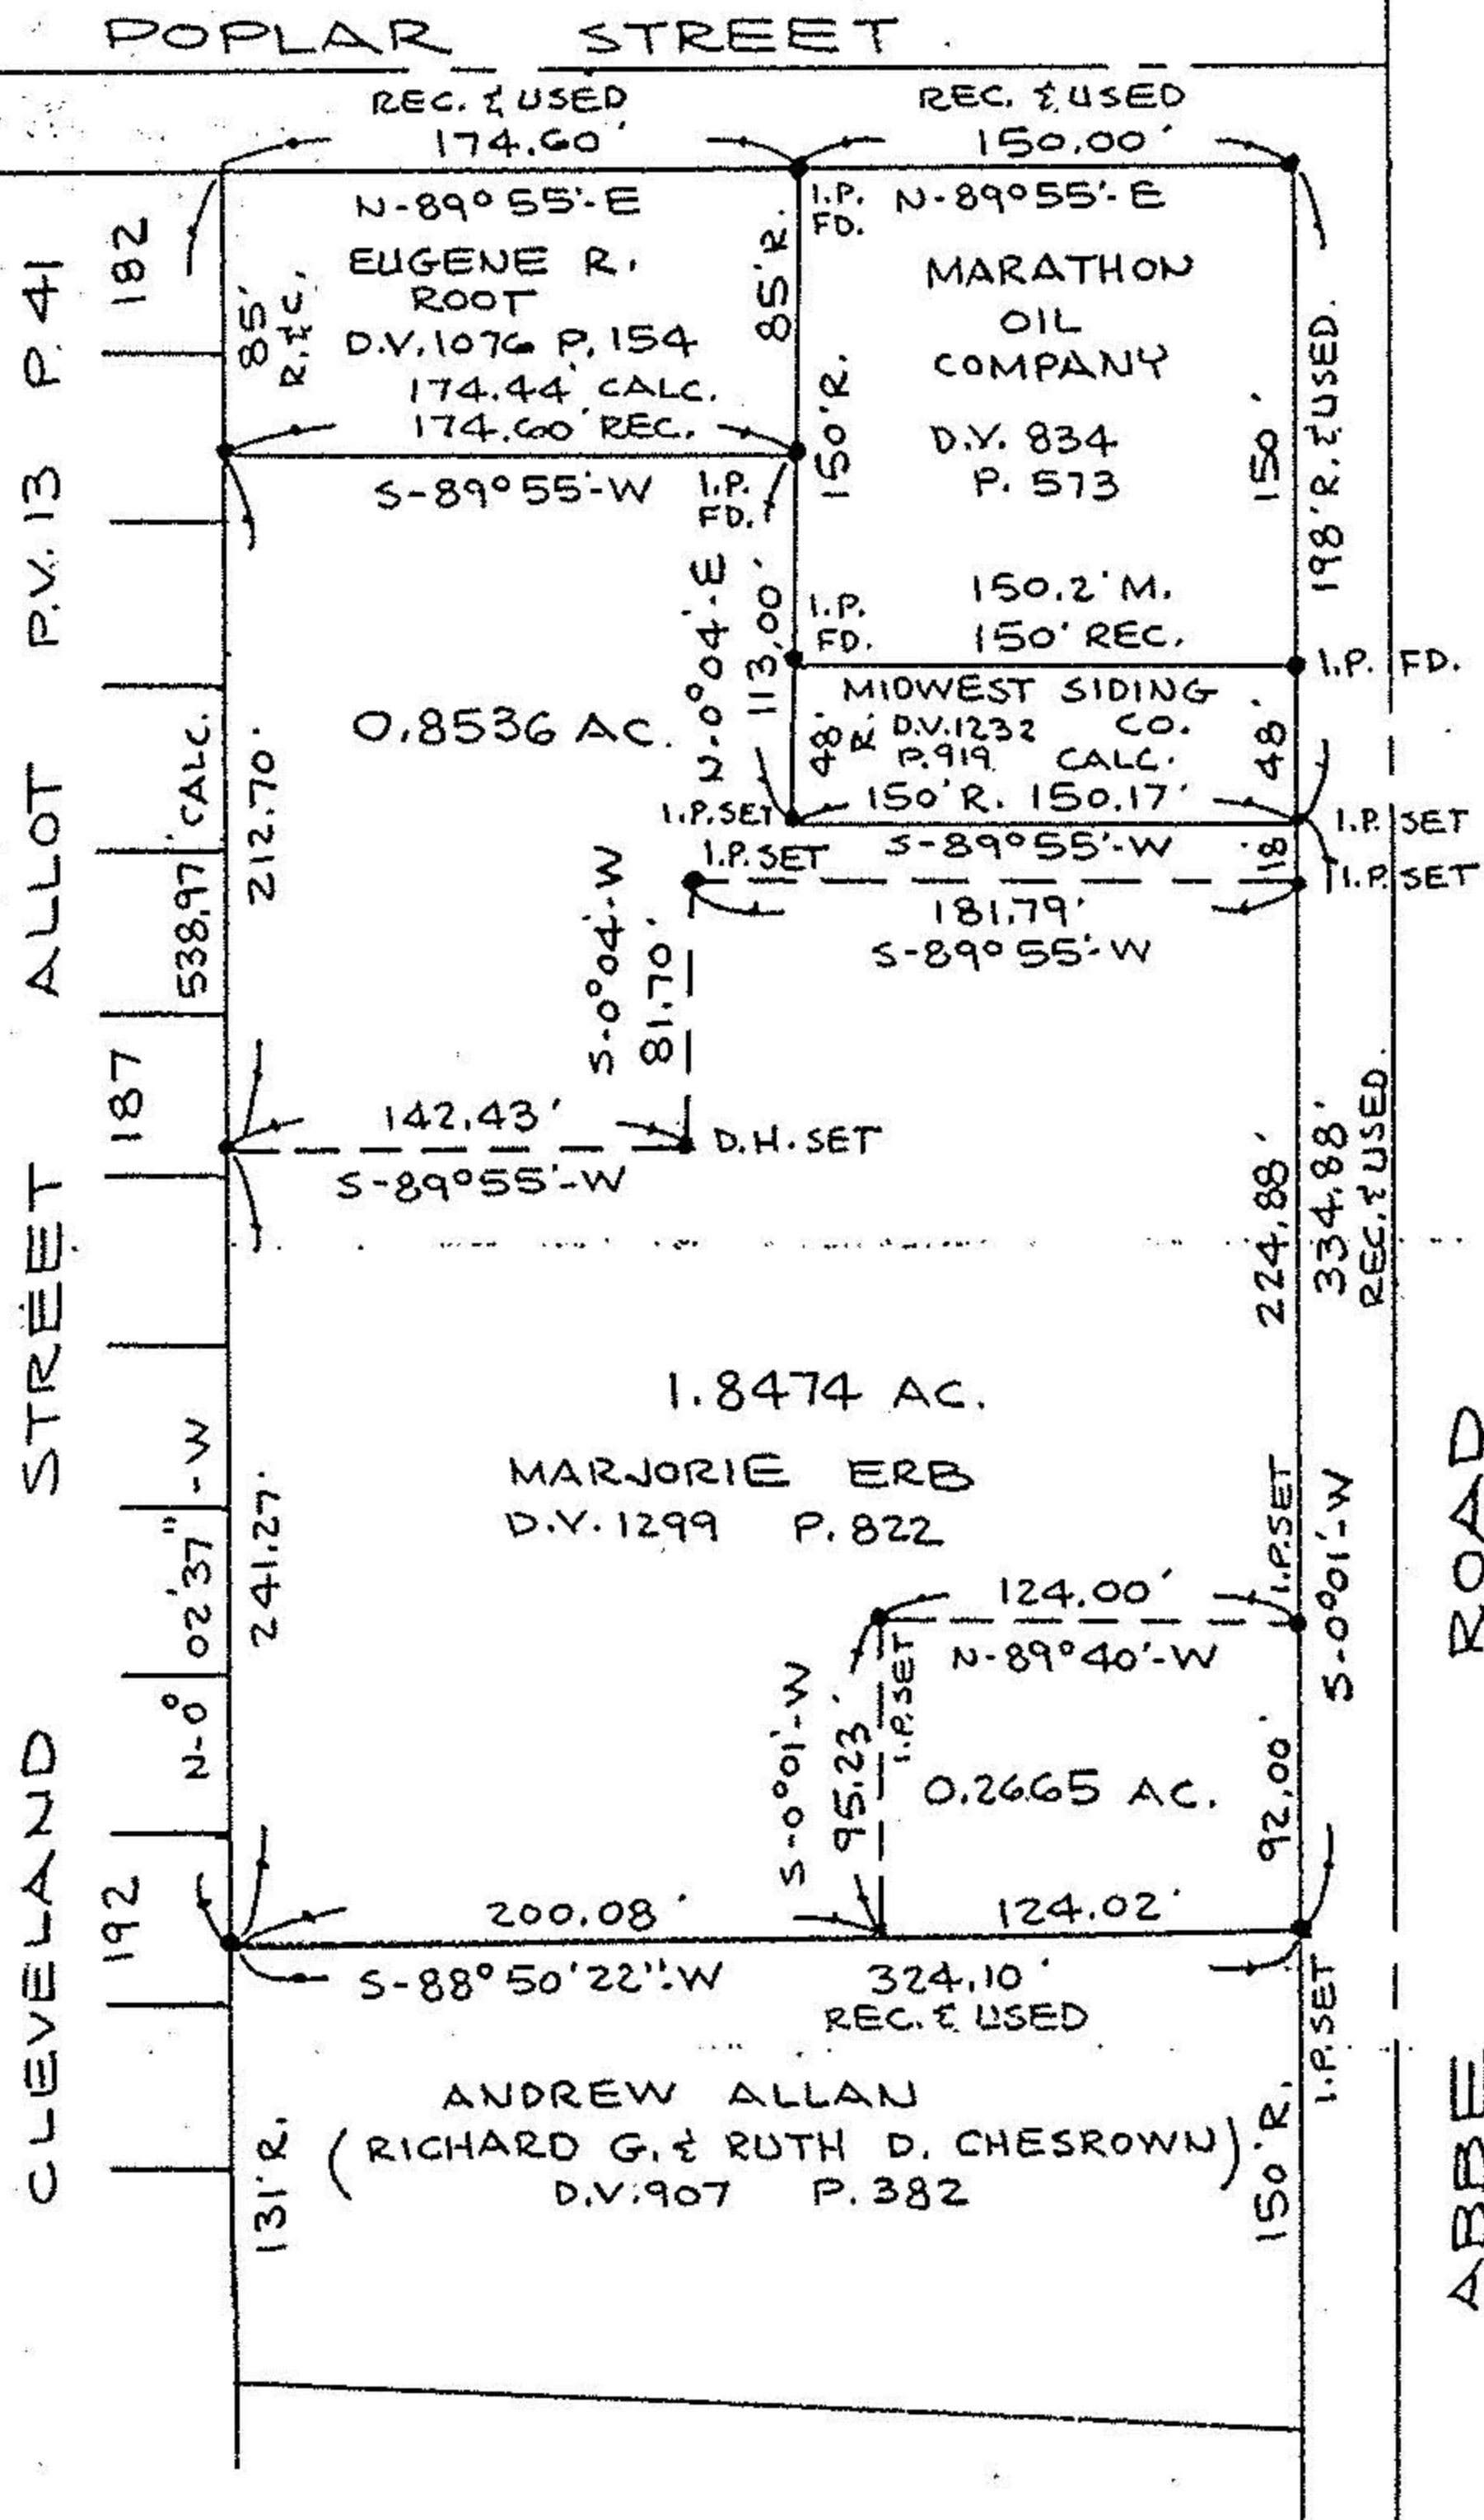 POPLAR STREET
REC. & USED
174.60'
REC. & USED
150.00'
N-89°55'-E
I.P.
FD.
N-89°55'-E
182
85'
R.&C.
EUGENE R.
ROOT
D.V. 1076 P. 154
174.44' CALC.
174.60' REC.
S-89°55'-W
I.P.
FD.
85' R.
150' R.
MARATHON
OIL
COMPANY
D.V. 834
P. 573
150'
198' R. & USED.
N-0°04'-E
113.00'
I.P.
FD.
150.2' M.
150' REC.
I.P. FD.
MIDWEST SIDING
D.V. 1232 CO.
P. 919 CALC.
48'
R.
48'
150' R. 150.17'
I.P. SET
I.P. SET
S-89°55'-W
I.P. SET
18'
I.P. SET
181.79'
S-89°55'-W
0.8536 AC.
538.97' CALC.
212.70'
S-0°04'-W
81.70'
187
142.43'
D.H. SET
S-89°55'-W
224.88'
334.88'
REC. & USED.
1.8474 AC.
MARJORIE ERB
D.V. 1299 P. 822
N-0° 02' 37" -W
241.27'
I.P. SET
S-0°01'-W
124.00'
N-89°40'-W
S-0°01'-W
95.23'
I.P. SET
0.2665 AC.
92.00'
192
200.08'
124.02'
S-88°50'22"-W
324.10'
REC. & USED
I.P. SET
ANDREW ALLAN
(RICHARD G. & RUTH D. CHESROWN)
D.V. 907 P. 382
131' R.
150' R.
CLEVELAND STREET ALLOT P.V. 13 P. 41
ABBE ROAD